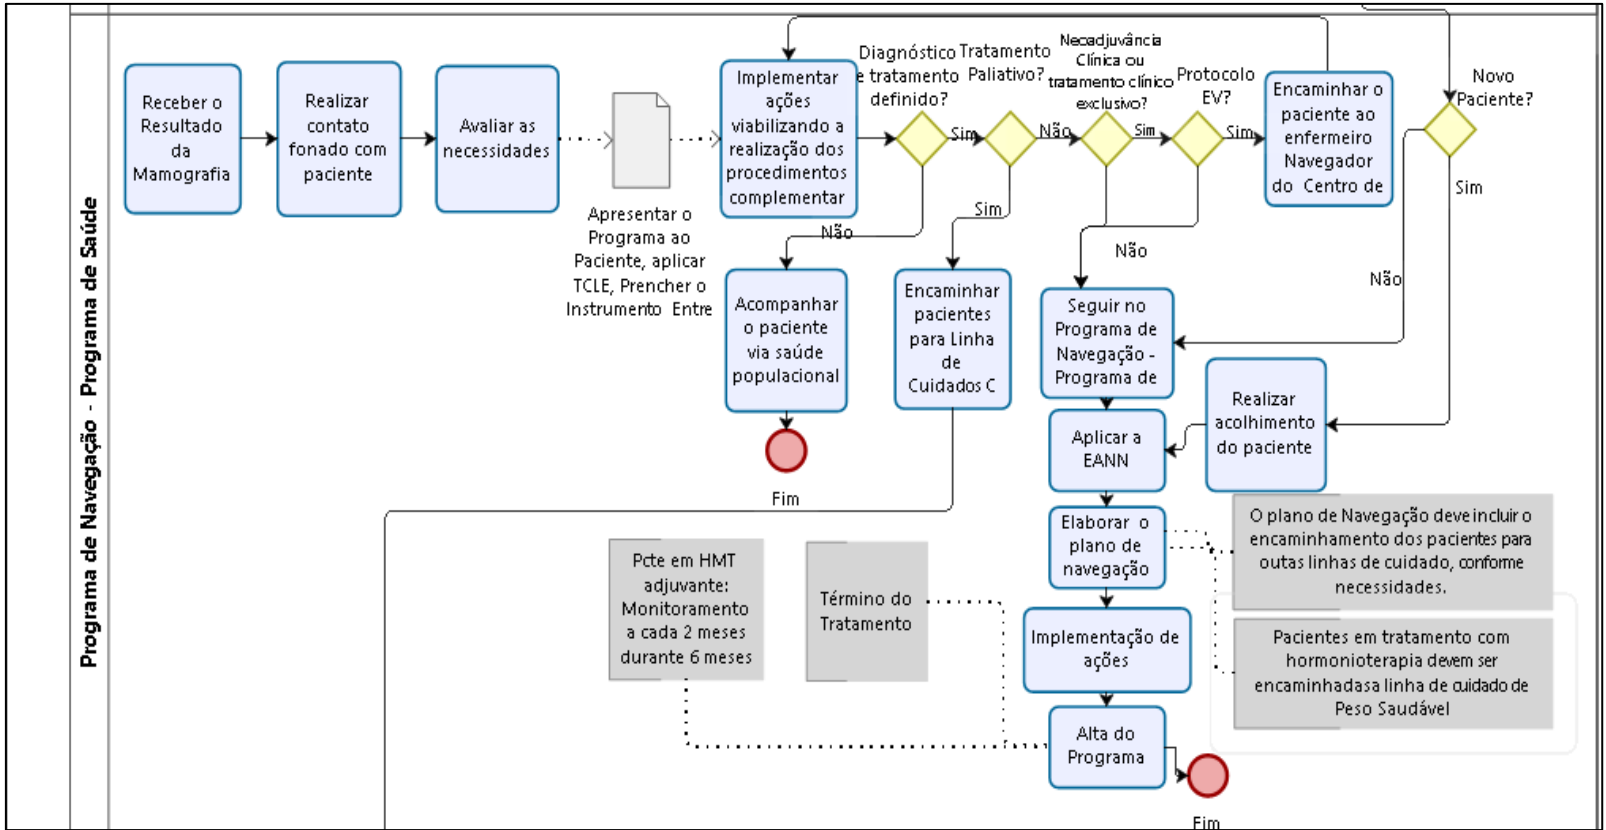 Programa de Navegação - Programa de Saúde
Receber o
Resultado
da
Mamografia
Realizar
contato
fonado com
paciente
Avaliar as
necessidades
Apresentar o
Programa ao
Paciente, aplicar
TCLE, Prencher o
Instrumento Entre
Implementar
ações
viabilizando a
realização dos
procedimentos
complementar
Diagnóstico
e tratamento
definido?
Sim
Não
Tratamento
Paliativo?
Não
Sim
Neoadjuvância
Clínica ou
tratamento clínico
exclusivo?
Sim
Protocolo
EV?
Sim
Não
Encaminhar o
paciente ao
enfermeiro
Navegador
do Centro de
Novo
Paciente?
Sim
Não
Acompanhar
o paciente
via saúde
populacional
Fim
Encaminhar
pacientes
para Linha
de
Cuidados C
Seguir no
Programa de
Navegação -
Programa de
Realizar
acolhimento
do paciente
Aplicar a
EANN
Elaborar o
plano de
navegação
O plano de Navegação deve incluir o
encaminhamento dos pacientes para
outas linhas de cuidado, conforme
necessidades.
Pcte em HMT
adjuvante:
Monitoramento
a cada 2 meses
durante 6 meses
Término do
Tratamento
Implementação de
ações
Pacientes em tratamento com
hormonioterapia devem ser
encaminhadasa linha de cuidado de
Peso Saudável
Alta do
Programa
Fim